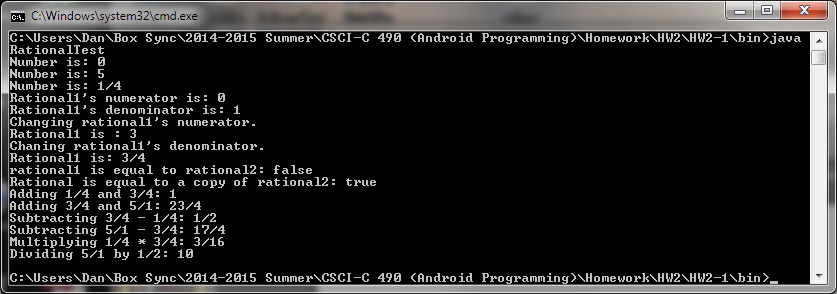 C:\Windows\system32\cmd.exe
C:\Users\Dan\Box Sync\2014-2015 Summer\CSCI-C 490 (Android Programming)\Homework\HW2\HW2-1\bin>java
RationalTest
Number is: 0
Number is: 5
Number is: 1/4
Rational1's numerator is: 0
Rational1's denominator is: 1
Changing rational1's numerator.
Rational1 is : 3
Chaning rational1's denominator.
Rational1 is: 3/4
rational1 is equal to rational2: false
Rational is equal to a copy of rational2: true
Adding 1/4 and 3/4: 1
Adding 3/4 and 5/1: 23/4
Subtracting 3/4 - 1/4: 1/2
Subtracting 5/1 - 3/4: 17/4
Multiplying 1/4 * 3/4: 3/16
Dividing 5/1 by 1/2: 10
C:\Users\Dan\Box Sync\2014-2015 Summer\CSCI-C 490 (Android Programming)\Homework\HW2\HW2-1\bin>_